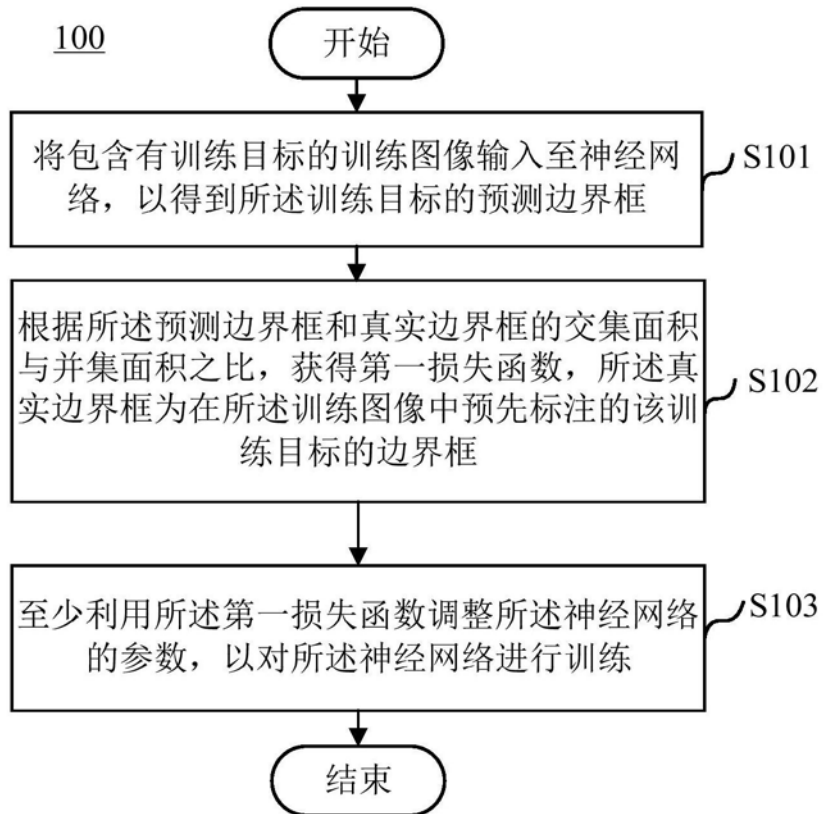 100
开始
将包含有训练目标的训练图像输入至神经网
络，以得到所述训练目标的预测边界框
S101
根据所述预测边界框和真实边界框的交集面积
与并集面积之比，获得第一损失函数，所述真
实边界框为在所述训练图像中预先标注的该训
练目标的边界框
S102
至少利用所述第一损失函数调整所述神经网络
的参数，以对所述神经网络进行训练
S103
结束